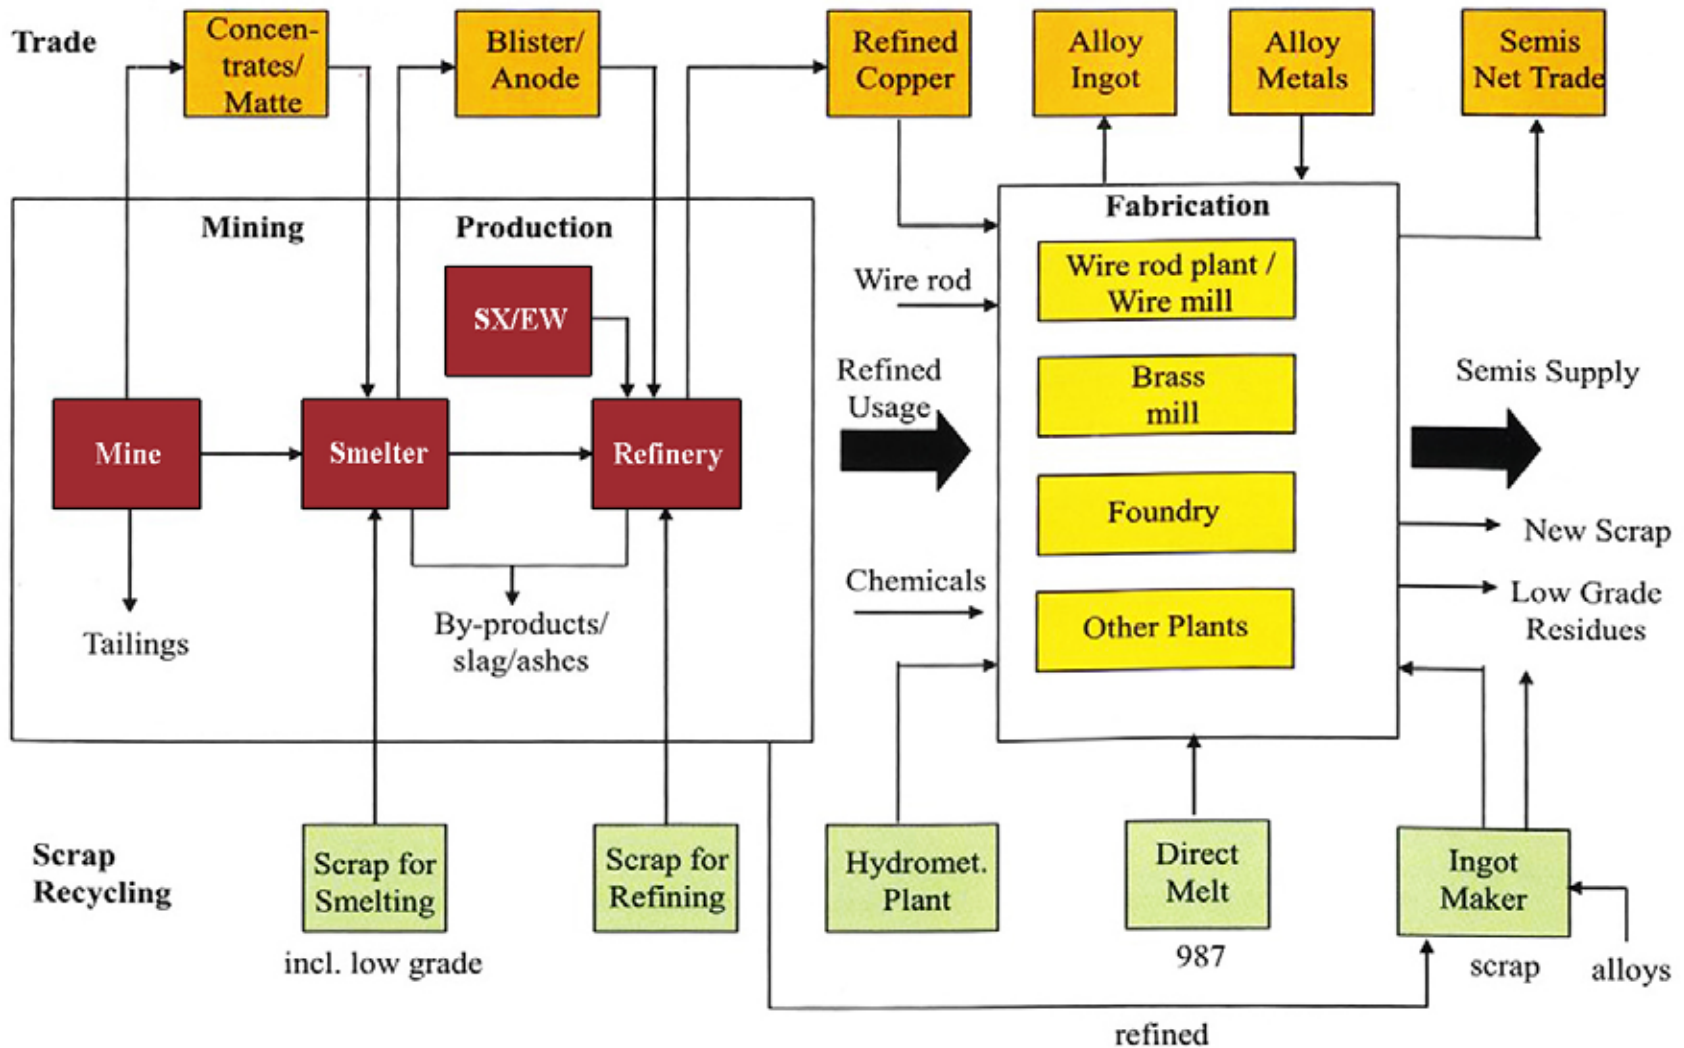 Trade
Concen-
trates/
Matte
Blister/
Anode
Refined
Copper
Alloy
Ingot
Alloy
Metals
Semis
Net Trade
Mining
Production
SX/EW
Mine
Smelter
Refinery
Tailings
By-products/
slag/ashes
Wire rod
Refined
Usage
Chemicals
Fabrication
Wire rod plant /
Wire mill
Brass
mill
Foundry
Other Plants
Semis Supply
New Scrap
Low Grade
Residues
Scrap
Recycling
Scrap for
Smelting
incl. low grade
Scrap for
Refining
Hydromet.
Plant
Direct
Melt
987
Ingot
Maker
scrap
alloys
refined